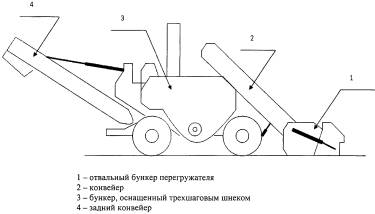 4
3
2
1
1 – отвальный бункер перегружателя
2 – конвейер
3 – бункер, оснащенный трехшаговым шнеком
4 – задний конвейер